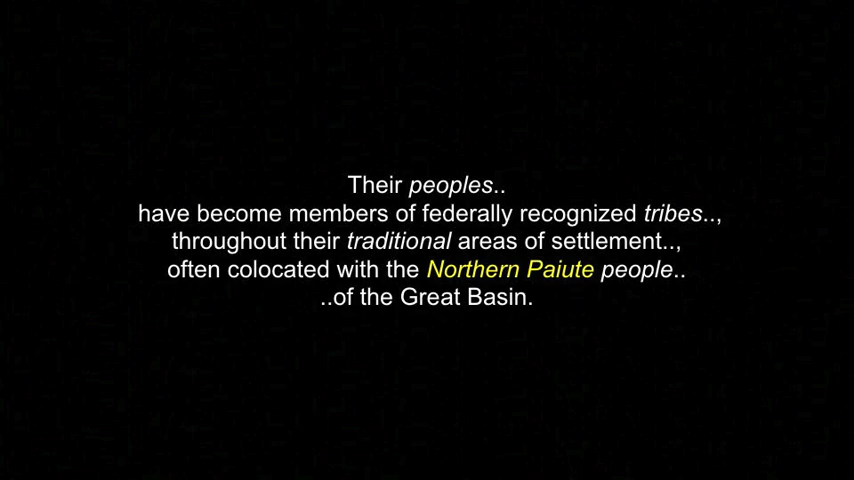 Their peoples..
have become members of federally recognized tribes..,
throughout their traditional areas of settlement..,
often colocated with the Northern Paiute people..
..of the Great Basin.